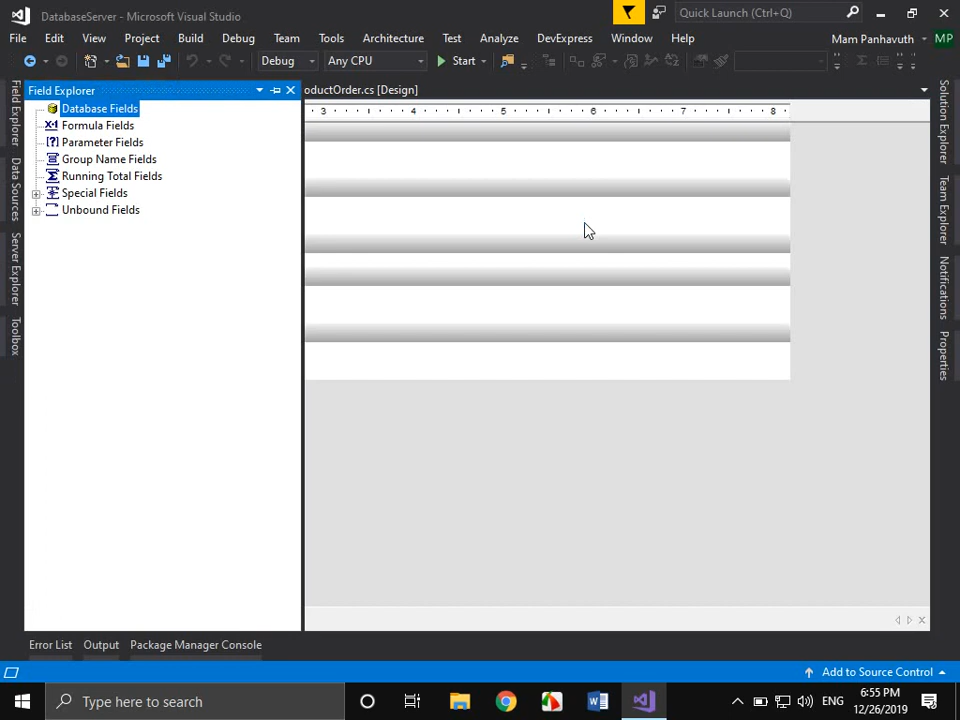 DatabaseServer - Microsoft Visual Studio
Quick Launch (Ctrl+Q)
File Edit View Project Build Debug Team Tools Architecture Test Analyze DevExpress Window Help Mam Panhavuth MP
Debug Any CPU Start
Field Explorer
oductOrder.cs [Design]
3 4 5 6 7 8
Database Fields
Formula Fields
Parameter Fields
Group Name Fields
Running Total Fields
Special Fields
Unbound Fields
Field Explorer
Data Sources
Server Explorer
Toolbox
Solution Explorer
Team Explorer
Notifications
Properties
Error List Output Package Manager Console
Add to Source Control
Type here to search
ENG
6:55 PM
12/26/2019